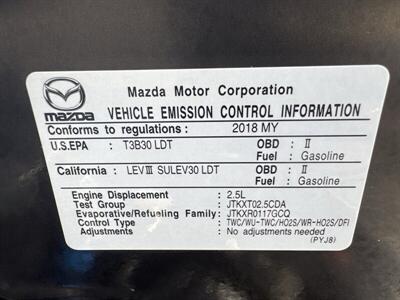 Mazda Motor Corporation
mazda
VEHICLE EMISSION CONTROL INFORMATION
Conforms to regulations : 2018 MY
U.S.EPA : T3B30 LDT OBD : II
Fuel : Gasoline
California : LEVⅢ SULEV30 LDT OBD : II
Fuel : Gasoline
Engine Displacement : 2.5L
Test Group : JTKXT02.5CDA
Evaporative/Refueling Family: JTKXR0117GCQ
Control Type : TWC/WU-TWC/HO2S/WR-HO2S/DFI
Adjustments : No adjustments needed
(PYJ8)